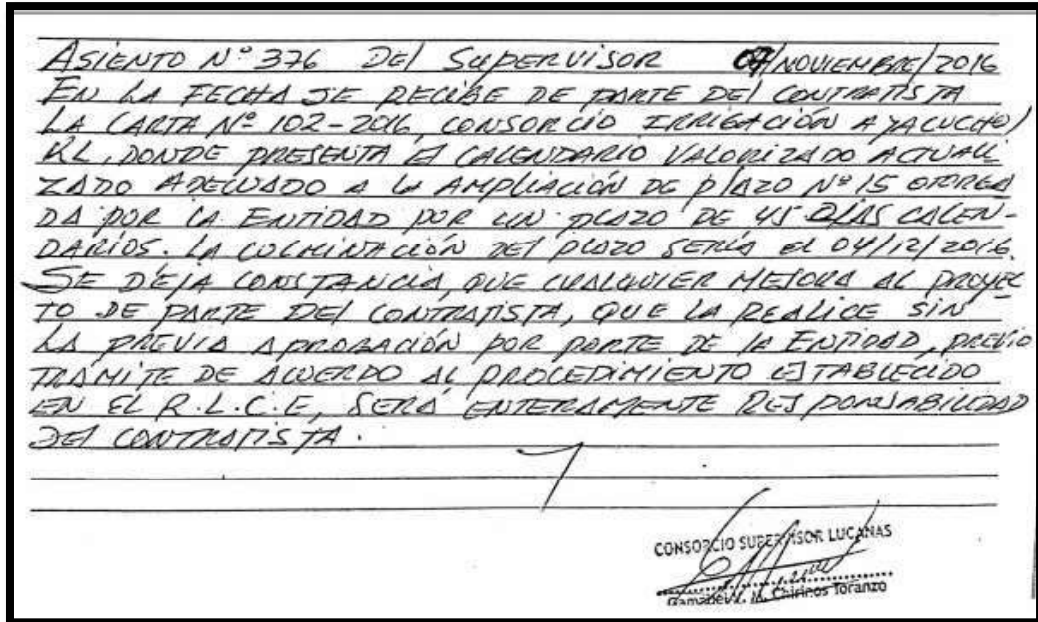 ASIENTO N° 376 DEL SUPERVISOR 07/NOVIEMBRE/2016
EN LA FECHA SE RECIBE DE PARTE DEL CONTRATISTA
LA CARTA N° 102-2016, CONSORCIO IRRIGACIÓN AYACUCHO/
RL, DONDE PRESENTA EL CALENDARIO VALORIZADO ACTUALI
ZADO ADECUADO A LA AMPLIACIÓN DE PLAZO N° 15 OTORGA
DA POR LA ENTIDAD POR UN PLAZO DE 45 DÍAS CALEN-
DARIOS. LA CULMINACIÓN DEL PLAZO SERÍA EL 04/12/2016.
SE DEJA CONSTANCIA, QUE CUALQUIER MEJORA AL PROYEC
TO DE PARTE DEL CONTRATISTA, QUE LA REALICE SIN
LA PREVIA APROBACIÓN POR PARTE DE LA ENTIDAD, PREVIO
TRÁMITE DE ACUERDO AL PROCEDIMIENTO ESTABLECIDO
EN EL R.L.C.E, SERÁ ENTERAMENTE RESPONSABILIDAD
DEL CONTRATISTA.
CONSORCIO SUPERVISOR LUCANAS
M. Chirinos Toranzo